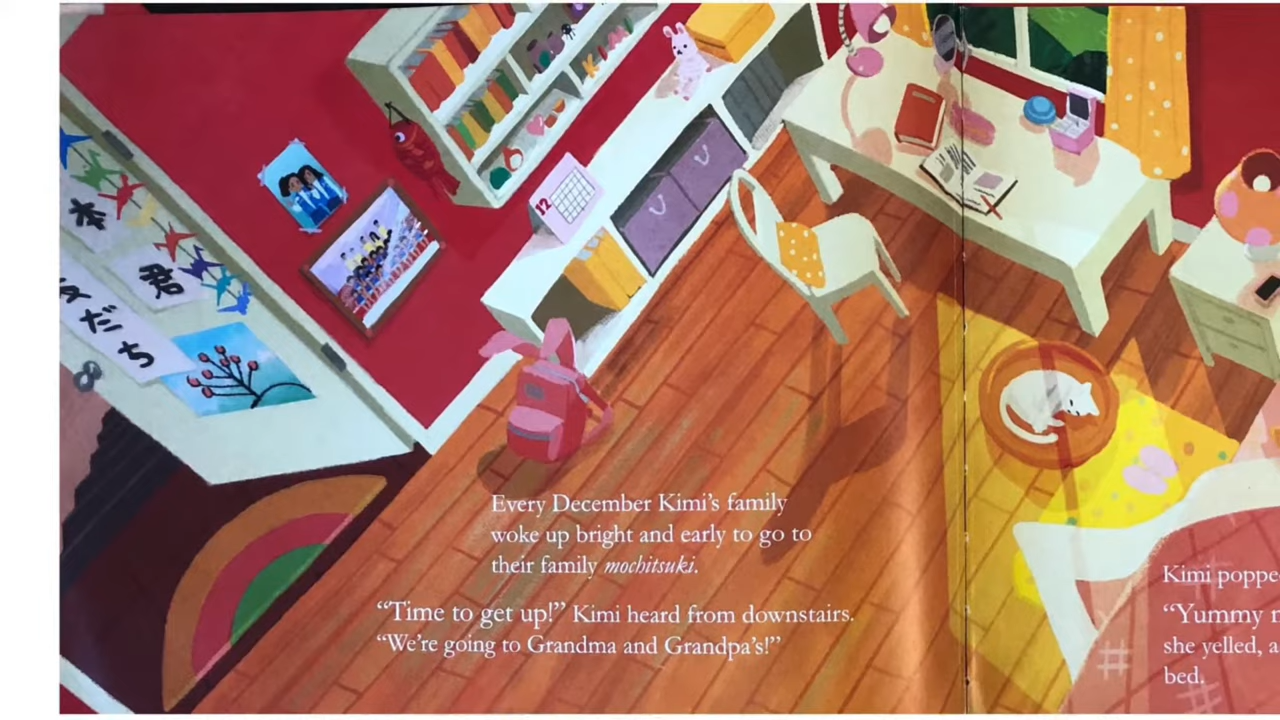 本
君
友だち
12
Every December Kimi’s family
woke up bright and early to go to
their family mochitsuki.
“Time to get up!” Kimi heard from downstairs.
“We’re going to Grandma and Grandpa’s!”
Kimi
“Yummy
she yelled,
bed.